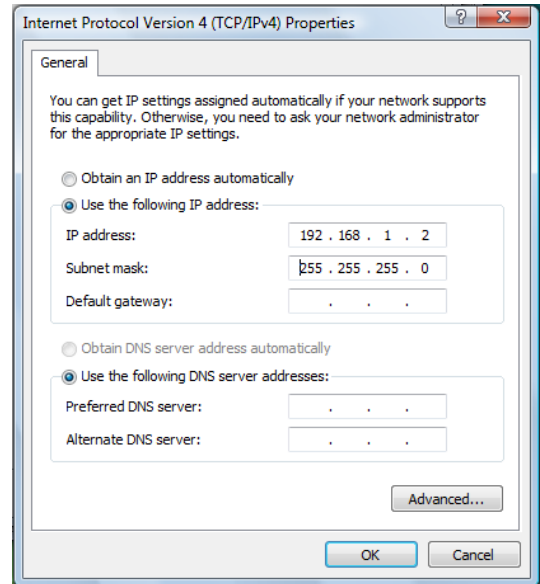 Internet Protocol Version 4 (TCP/IPv4) Properties
?
X
General
You can get IP settings assigned automatically if your network supports
this capability. Otherwise, you need to ask your network administrator
for the appropriate IP settings.
Obtain an IP address automatically
Use the following IP address:
IP address: 192 . 168 . 1 . 2
Subnet mask: 255 . 255 . 255 . 0
Default gateway: . . .
Obtain DNS server address automatically
Use the following DNS server addresses:
Preferred DNS server: . . .
Alternate DNS server: . . .
Advanced...
OK Cancel